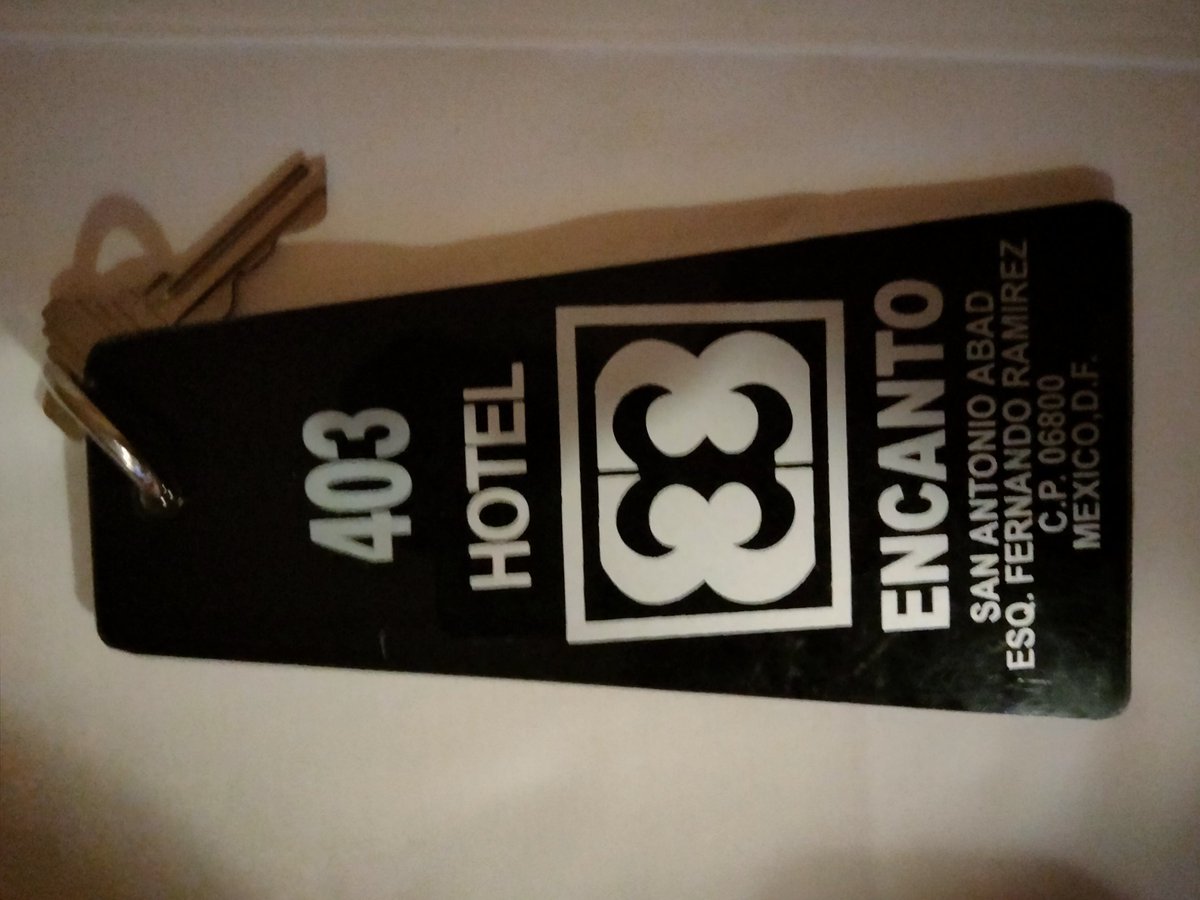 403
HOTEL
ENCANTO
SAN ANTONIO ABAD
ESQ. FERNANDO RAMIREZ
C.P. 06800
MEXICO,D.F.